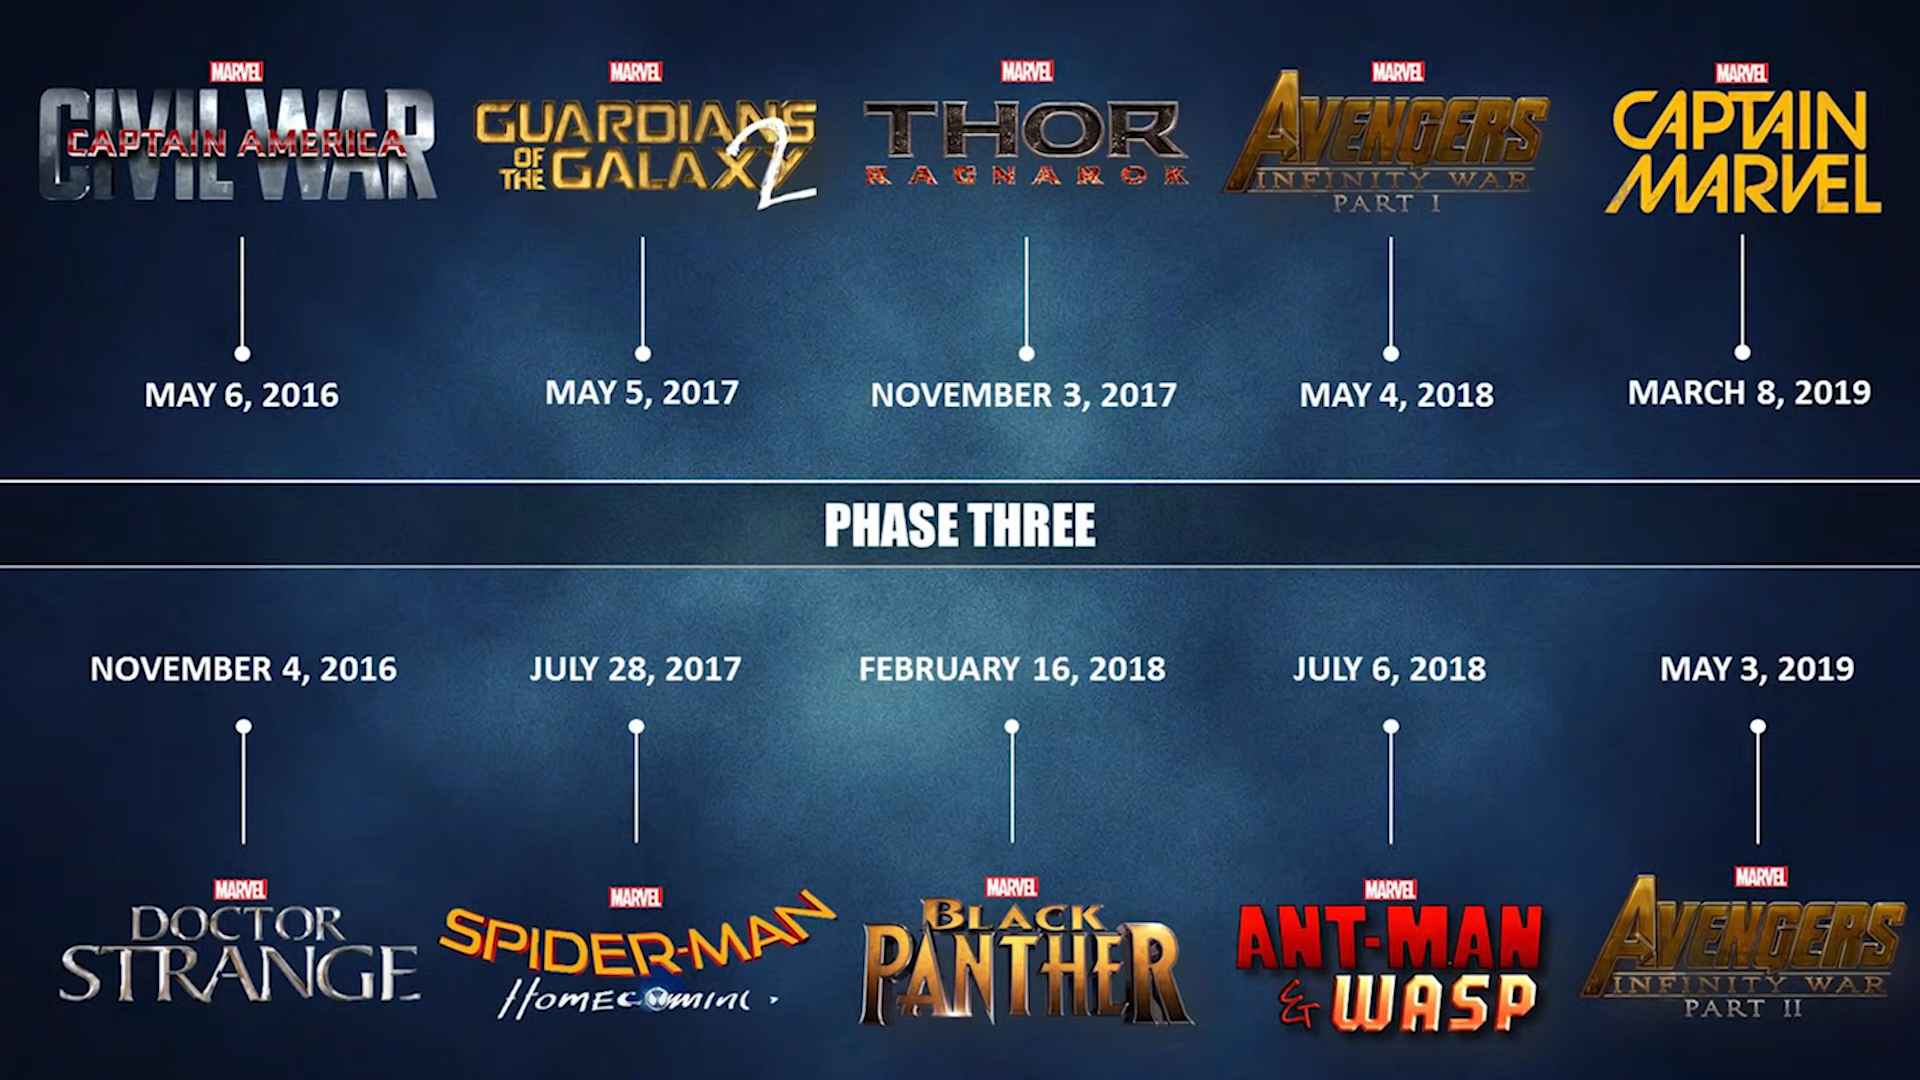 MARVEL
CIVIL WAR
CAPTAIN AMERICA
MAY 6, 2016
MARVEL
GUARDIANS
OF THE GALAXY 2
MAY 5, 2017
MARVEL
THOR
RAGNAROK
NOVEMBER 3, 2017
MARVEL
AVENGERS
INFINITY WAR
PART I
MAY 4, 2018
MARVEL
CAPTAIN
MARVEL
MARCH 8, 2019
PHASE THREE
NOVEMBER 4, 2016
MARVEL
DOCTOR
STRANGE
JULY 28, 2017
MARVEL
SPIDER-MAN
HOMECOMING
FEBRUARY 16, 2018
MARVEL
BLACK
PANTHER
JULY 6, 2018
MARVEL
ANT-MAN
& WASP
MAY 3, 2019
MARVEL
AVENGERS
INFINITY WAR
PART II